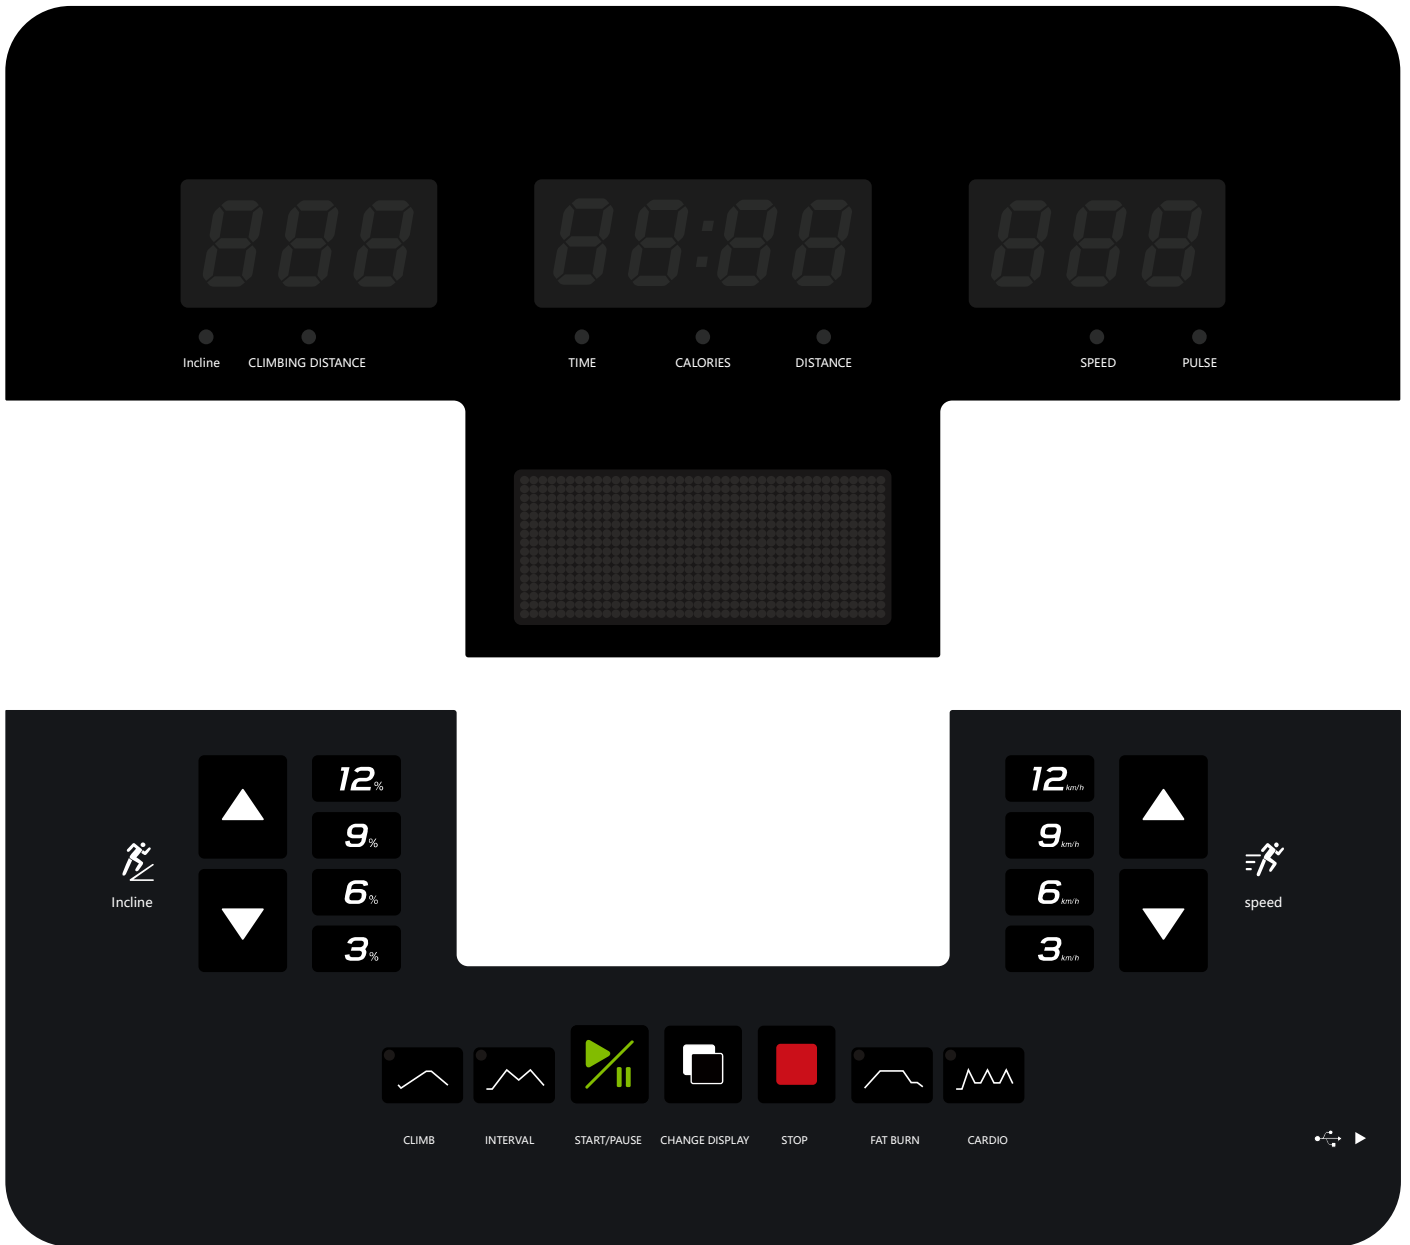 Incline CLIMBING DISTANCE TIME CALORIES DISTANCE SPEED PULSE
12%
9%
6%
3%
Incline
12km/h
9km/h
6km/h
3km/h
speed
CLIMB INTERVAL START/PAUSE CHANGE DISPLAY STOP FAT BURN CARDIO